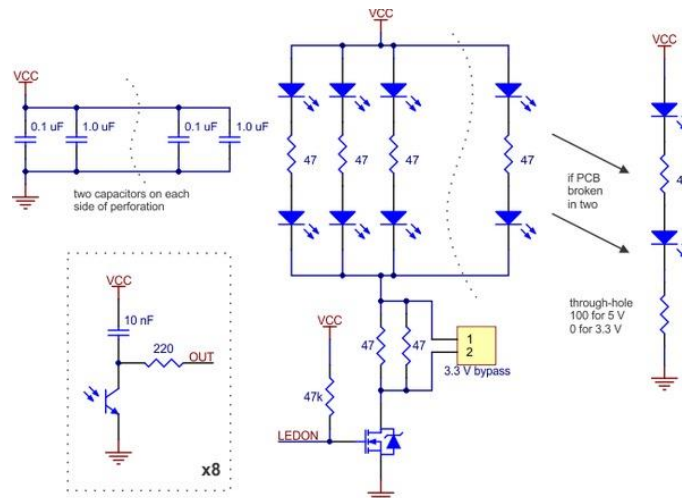 VCC
0.1 uF
1.0 uF
0.1 uF
1.0 uF
two capacitors on each
side of perforation
VCC
10 nF
220
OUT
x8
VCC
47
47
47
47
47
47
1
2
3.3 V bypass
VCC
47k
LEDON
if PCB
broken
in two
VCC
through-hole
100 for 5 V
0 for 3.3 V